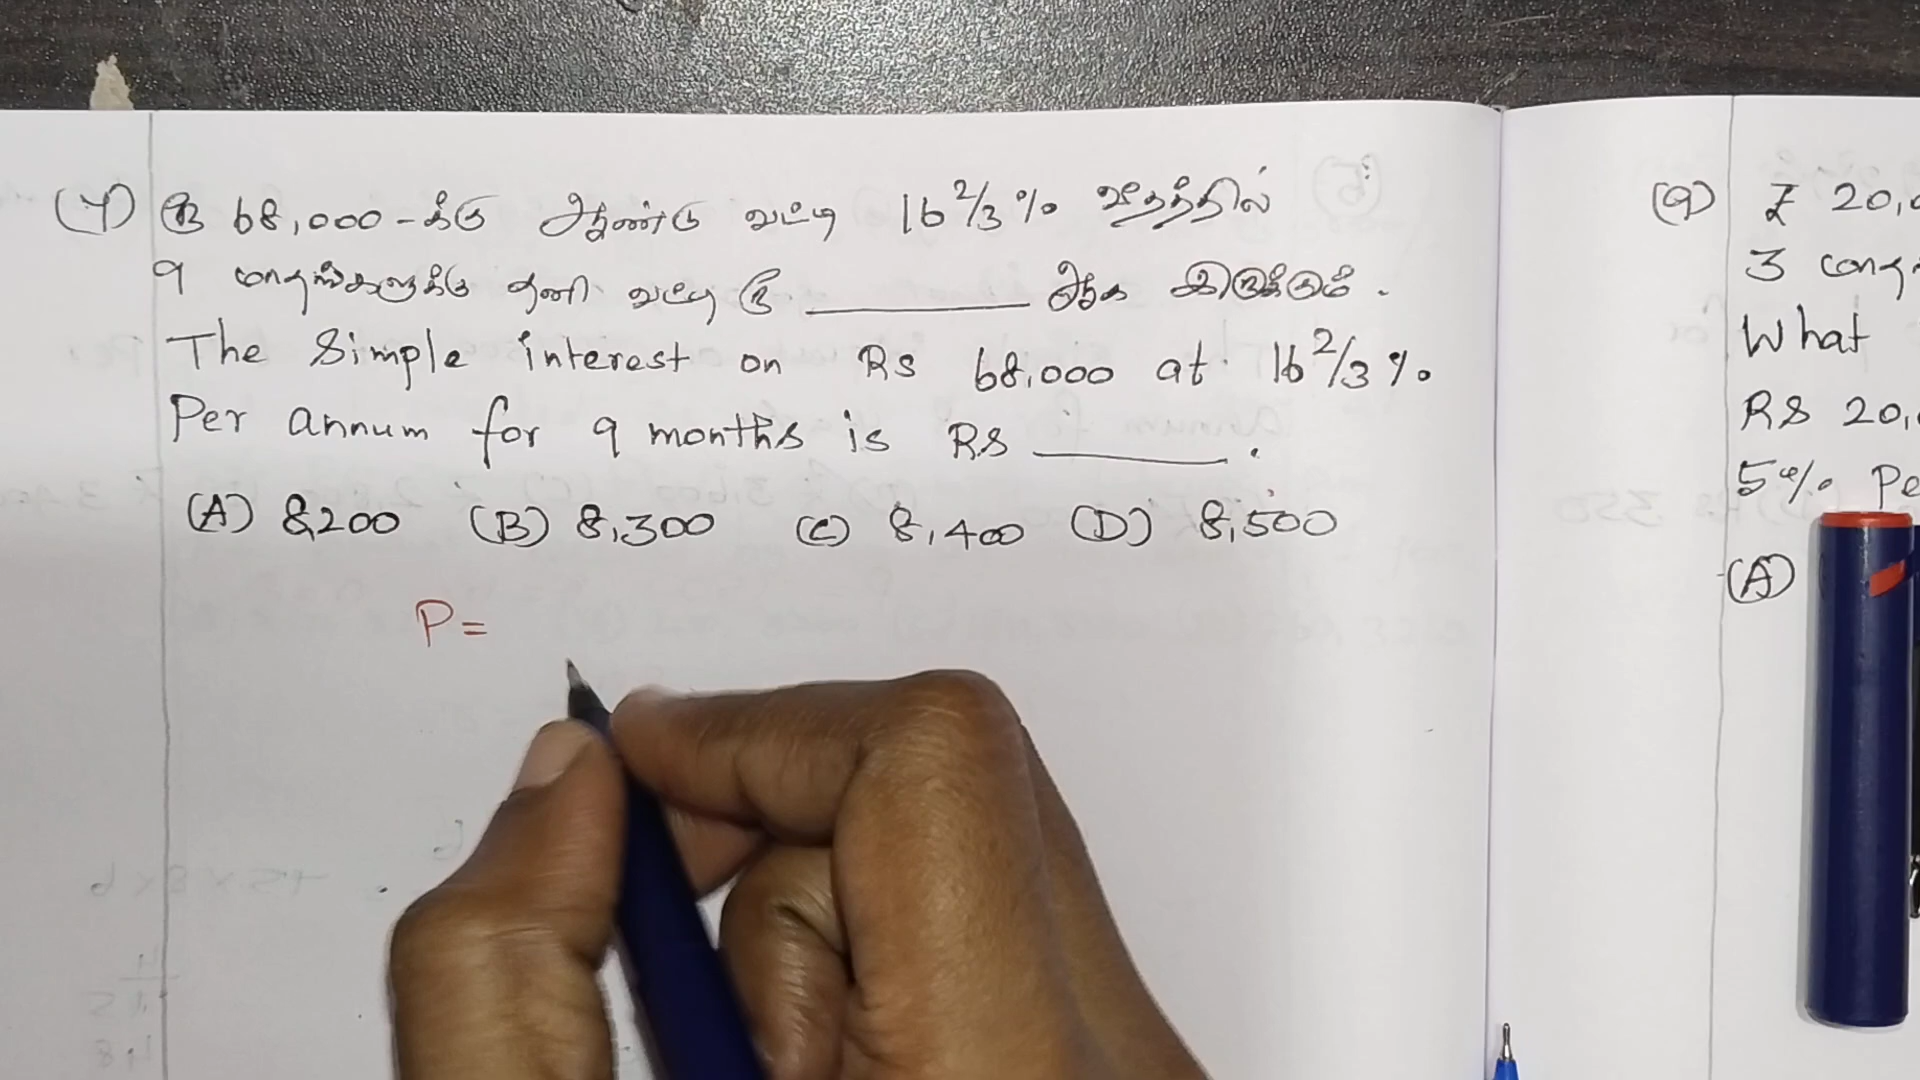 (7) ரூ 68,000-க்கு ஆண்டு வட்டி 16 2/3 % வீதத்தில்
9 மாதங்களுக்கு தனி வட்டி ரூ ______ ஆக இருக்கும்.
The Simple interest on Rs 68,000 at 16 2/3 %
Per annum for 9 months is RS ______ .
(A) 8,200 (B) 8,300 (C) 8,400 (D) 8,500
P =
(9) ₹ 20,
3
What
RS 20,
5%
(A)